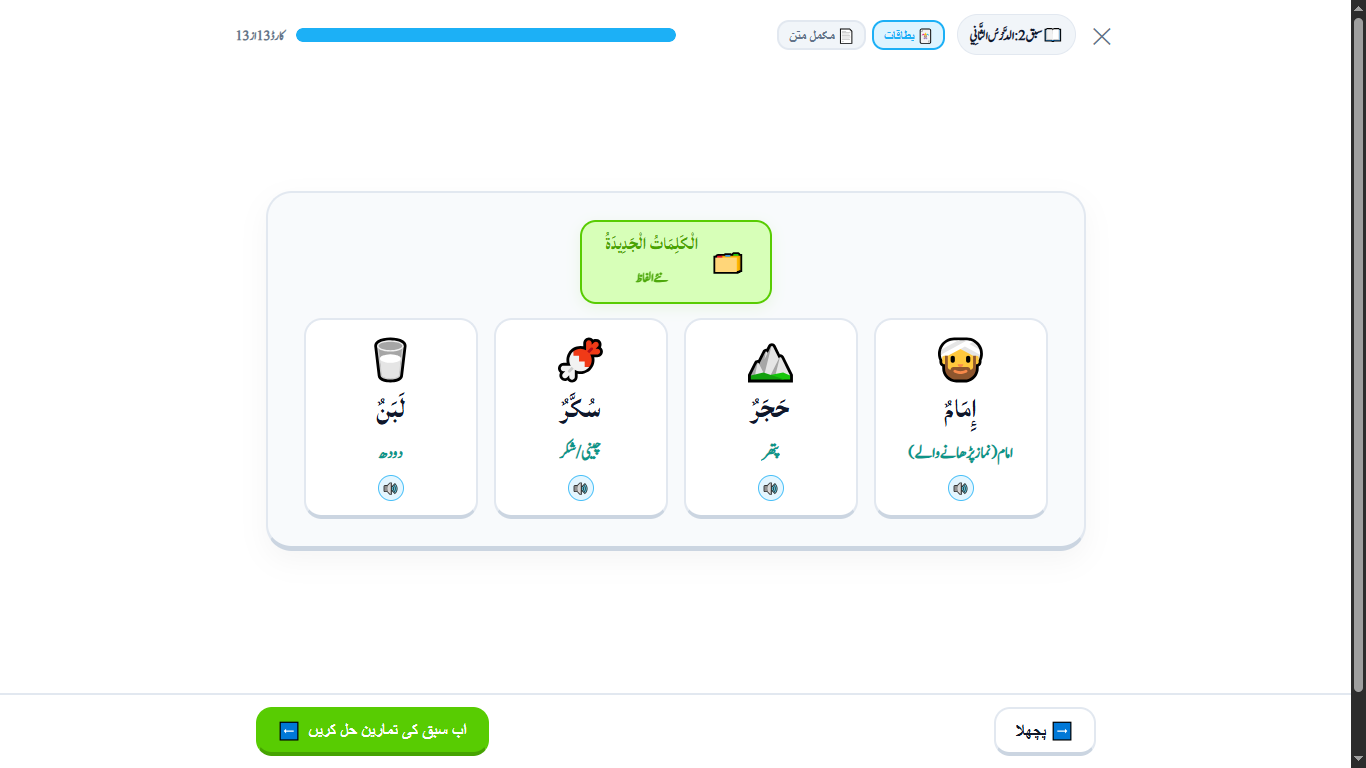 سبق 2: الدَّرْسُ الثَّانِي
بطاقات
مکمل متن
کارڈ 13 از 13
الْكَلِمَاتُ الْجَدِيدَةُ
نئے الفاظ
إِمَامٌ
امام (نماز پڑھانے والے)
حَجَرٌ
پتھر
سُكَّرٌ
چینی/شکر
لَبَنٌ
دودھ
پچھلا
اب سبق کی تمارین حل کریں